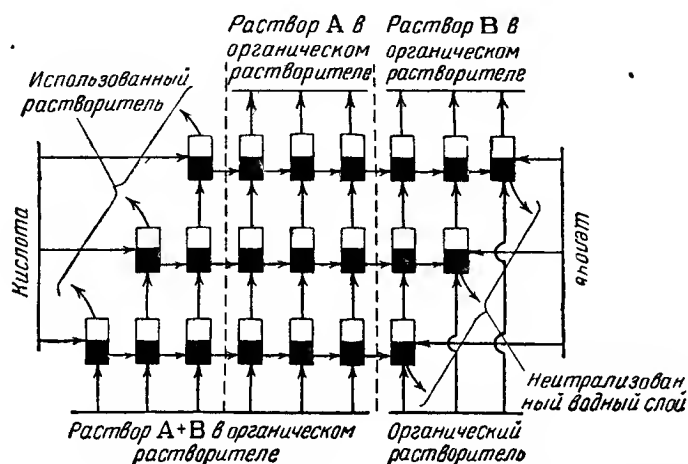 Раствор А в
органическом
растворителе
Раствор В в
органическом
растворителе
Использованный
растворитель
Кислота
Щелочь
Нейтрализован-
ный водный слой
Раствор А+В в органическом
растворителе
Органический
растворитель